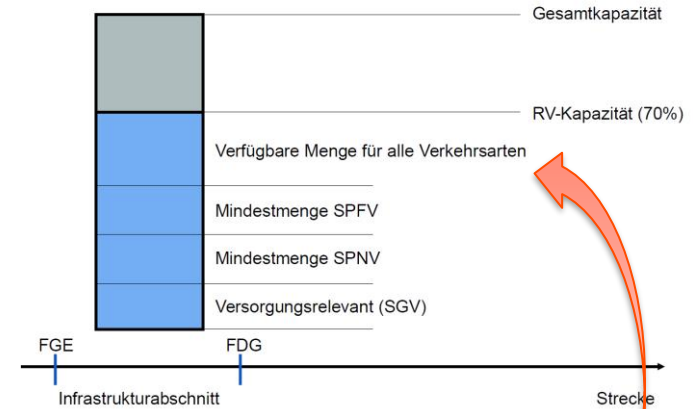 Gesamtkapazität
RV-Kapazität (70%)
Verfügbare Menge für alle Verkehrsarten
Mindestmenge SPFV
Mindestmenge SPNV
Versorgungsrelevant (SGV)
FGE FDG
Infrastrukturabschnitt Strecke